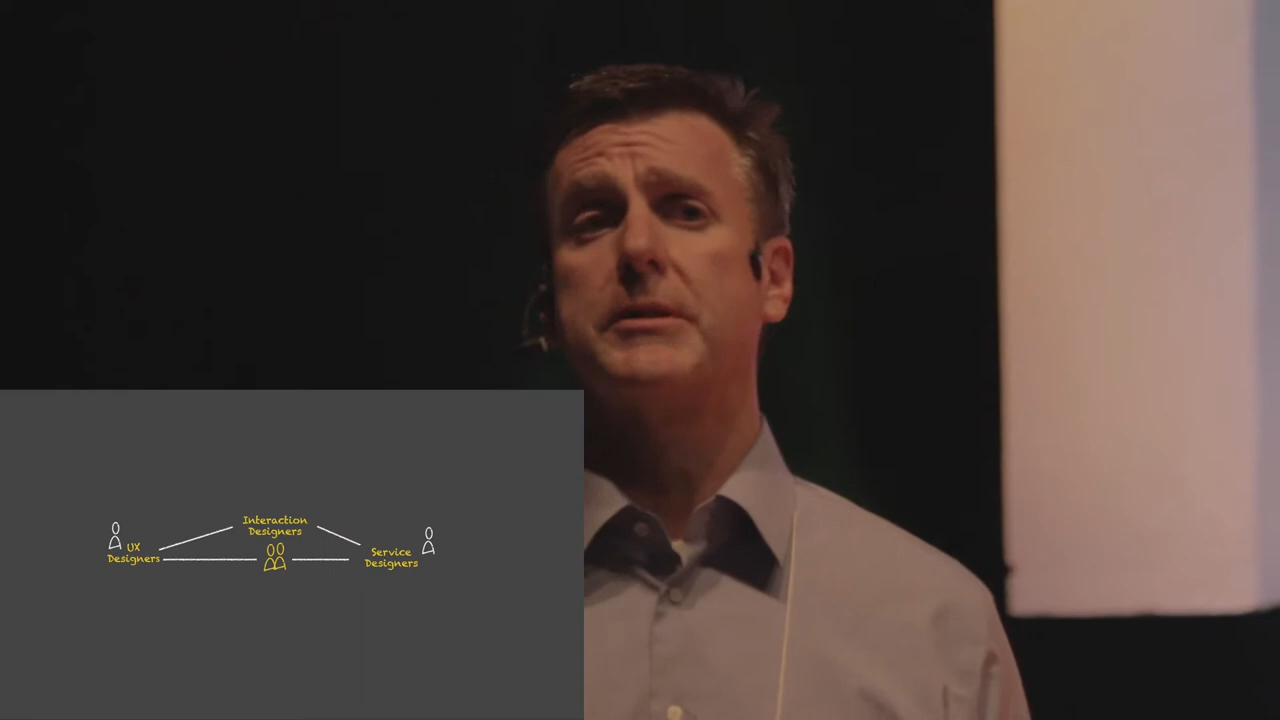 Interaction
Designers
UX
Designers
Service
Designers